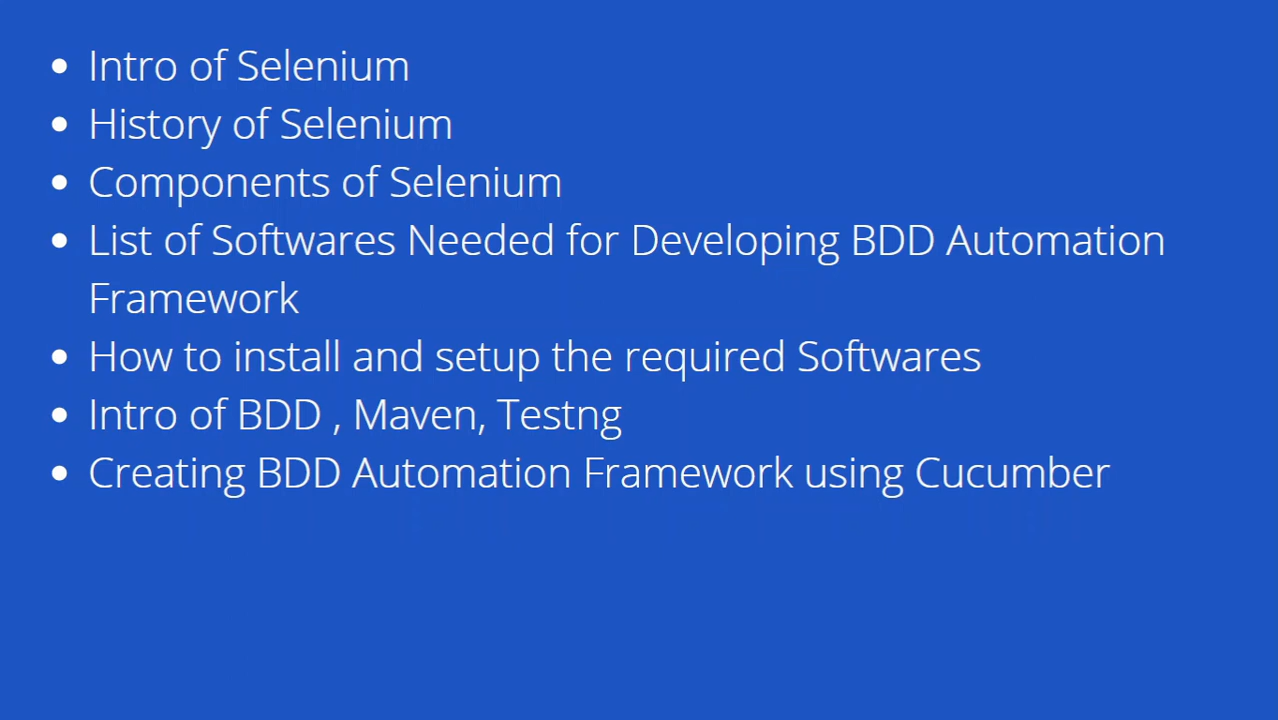 • Intro of Selenium
• History of Selenium
• Components of Selenium
• List of Softwares Needed for Developing BDD Automation
Framework
• How to install and setup the required Softwares
• Intro of BDD , Maven, Testng
• Creating BDD Automation Framework using Cucumber